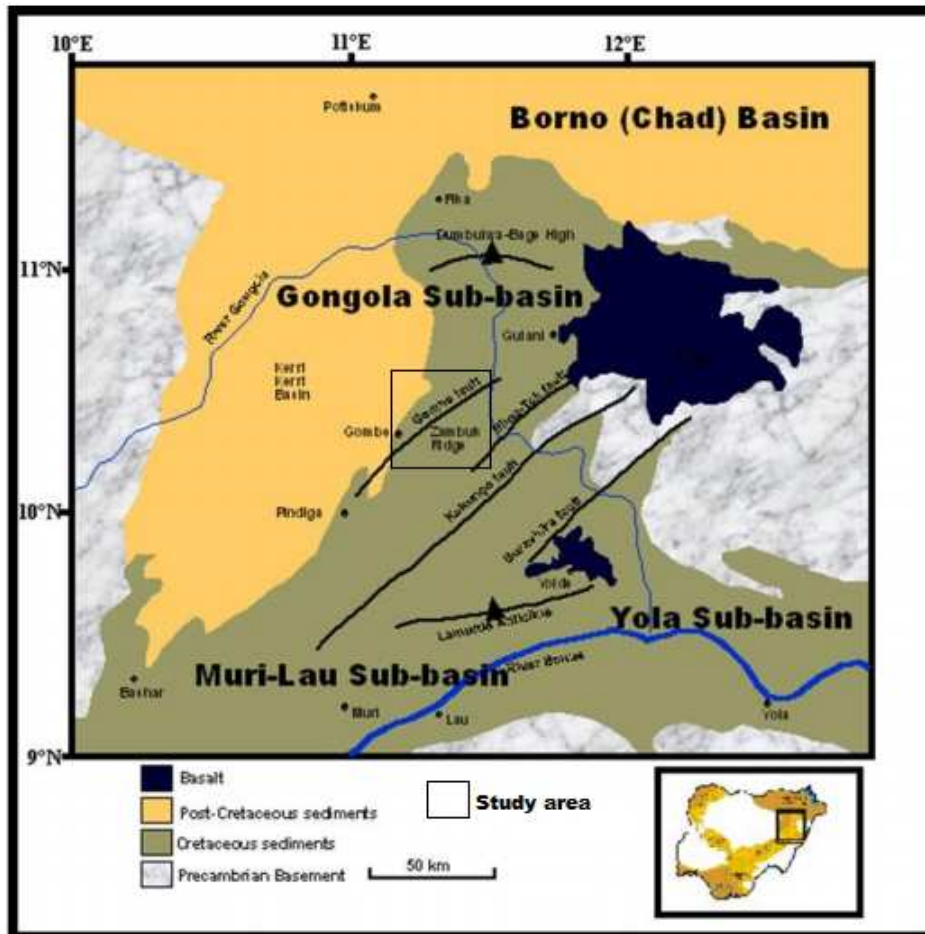 10°E
11°E
12°E
Potiskum
Borno (Chad) Basin
Fika
Dumbulwa-Bage High
11°N
River Gongola
Gongola Sub-basin
Gulani
Kerri
Kerri
Basin
Gombe fault
Gombe
Zambuk
Ridge
Kaltungo fault
10°N
Pindiga
Yola Sub-basin
Muri-Lau Sub-basin
River Benue
Bashar
Muri
Lau
Yola
9°N
Basalt
Post-Cretaceous sediments
Cretaceous sediments
Precambrian Basement
Study area
50 km